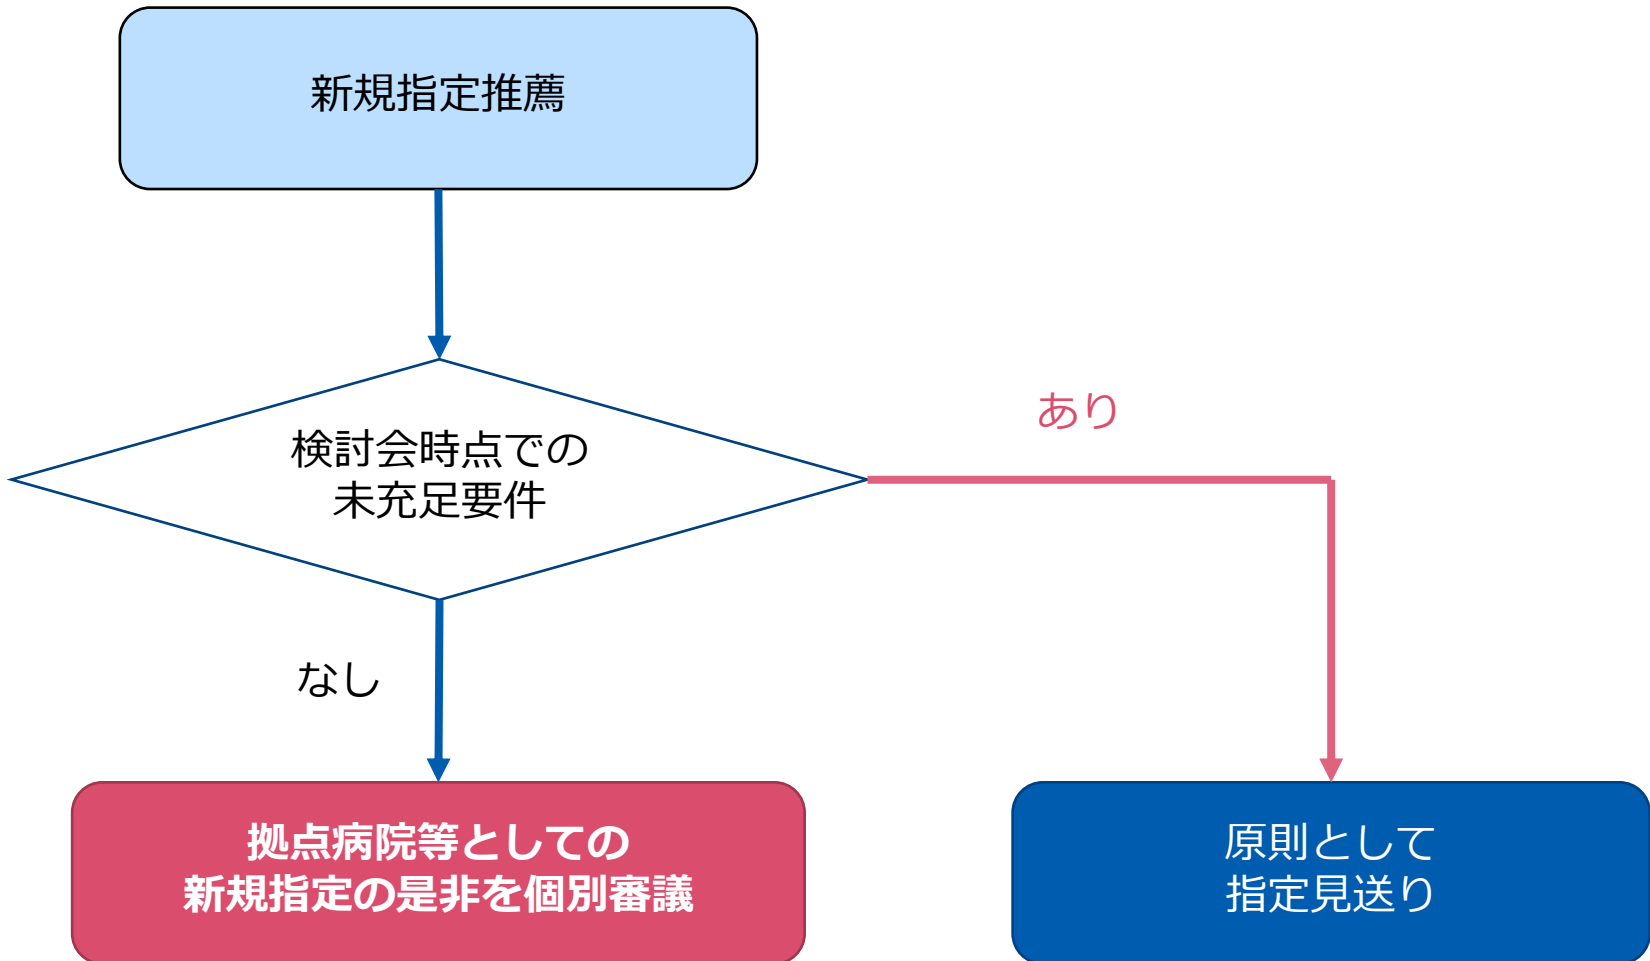 新規指定推薦
検討会時点での
未充足要件
あり
なし
拠点病院等としての
新規指定の是非を個別審議
原則として
指定見送り